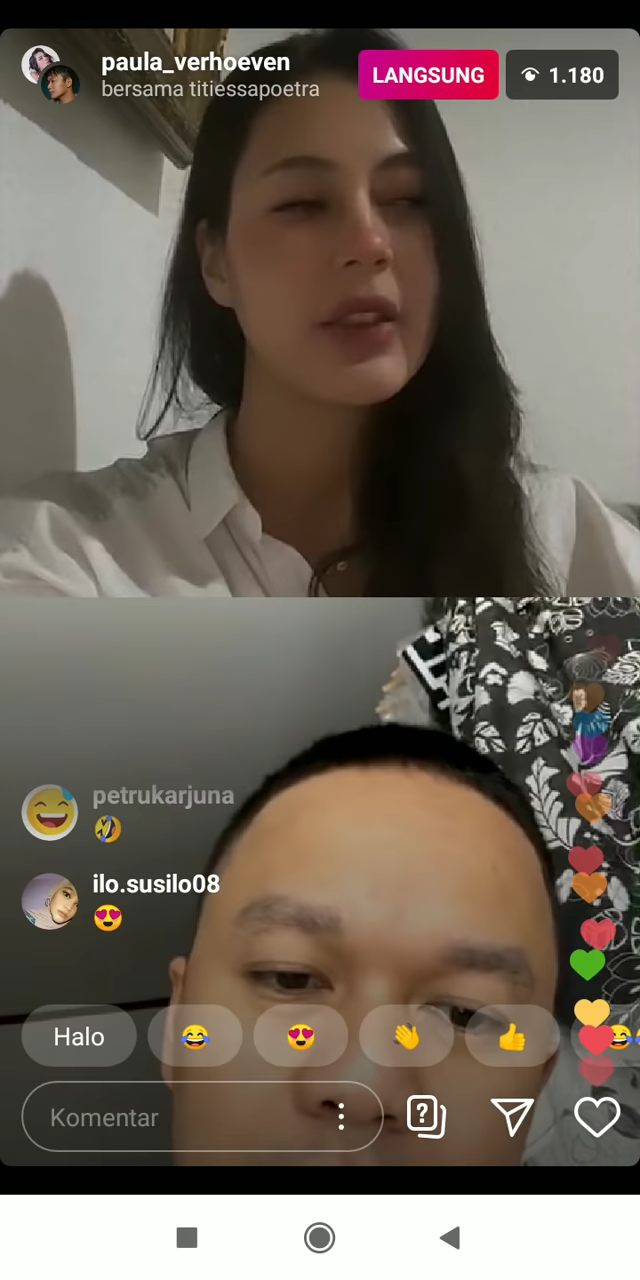 paula_verhoeven
bersama titiessapoetra
LANGSUNG
1.180
petrukarjuna
🤣
ilo.susilo08
😍
Halo 😂 😍 👋 👍 😂
Komentar